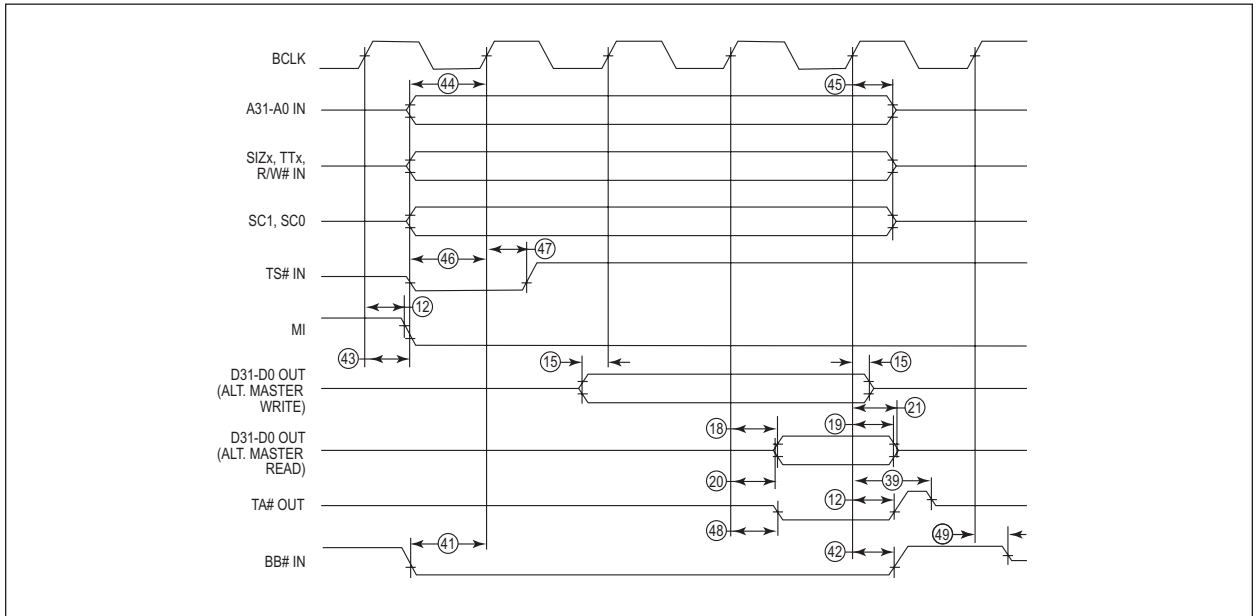 BCLK
44
45
A31-A0 IN
SIZx, TTx,
R/W# IN
SC1, SC0
46
47
TS# IN
12
MI
43
15
15
D31-D0 OUT
(ALT. MASTER
WRITE)
21
18
19
D31-D0 OUT
(ALT. MASTER
READ)
20
39
TA# OUT
12
48
49
41
42
BB# IN